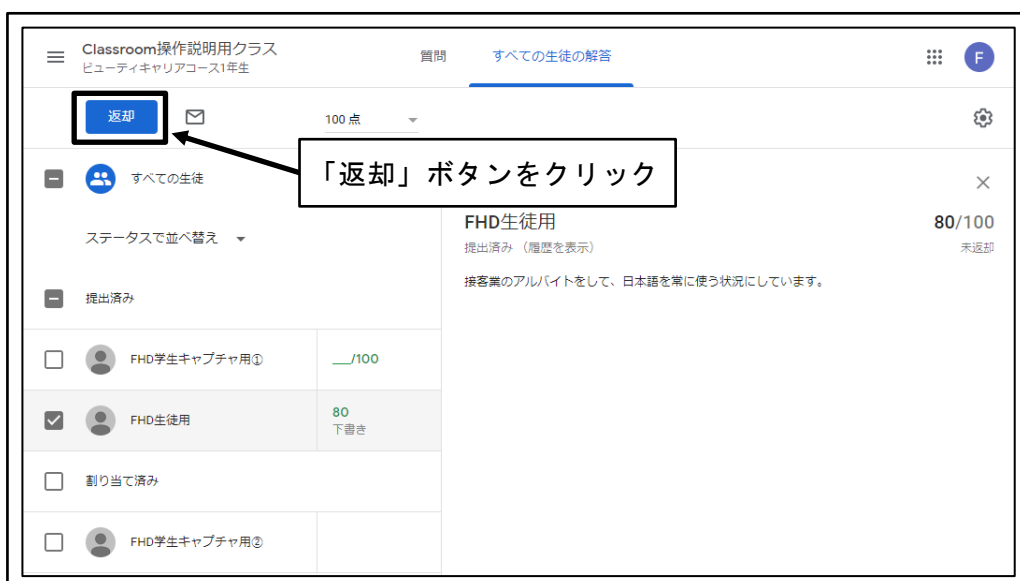 Classroom操作説明用クラス
ビューティキャリアコース1年生
質問
すべての生徒の解答
F
返却
100 点
「返却」ボタンをクリック
すべての生徒
ステータスで並べ替え
FHD生徒用
80/100
提出済み （履歴を表示）
未返却
接客業のアルバイトをして、日本語を常に使う状況にしています。
提出済み
FHD学生キャプチャ用①
__/100
FHD生徒用
80
下書き
割り当て済み
FHD学生キャプチャ用②